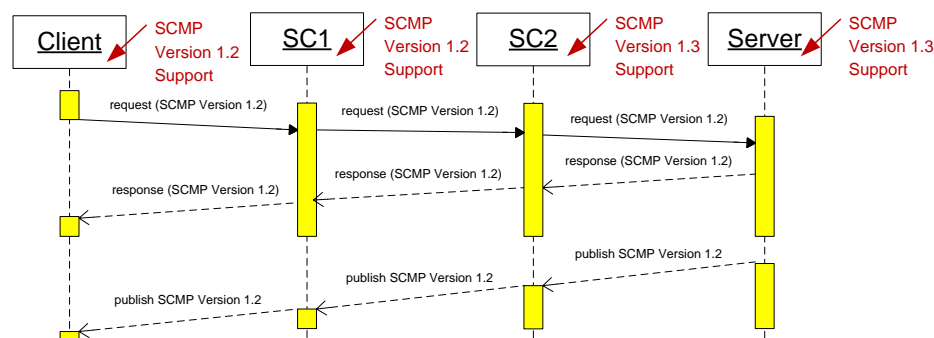 Client
SCMP
Version 1.2
Support
SC1
SCMP
Version 1.2
Support
SC2
SCMP
Version 1.3
Support
Server
SCMP
Version 1.3
Support
request (SCMP Version 1.2)
request (SCMP Version 1.2)
request (SCMP Version 1.2)
response (SCMP Version 1.2)
response (SCMP Version 1.2)
response (SCMP Version 1.2)
publish SCMP Version 1.2
publish SCMP Version 1.2
publish SCMP Version 1.2